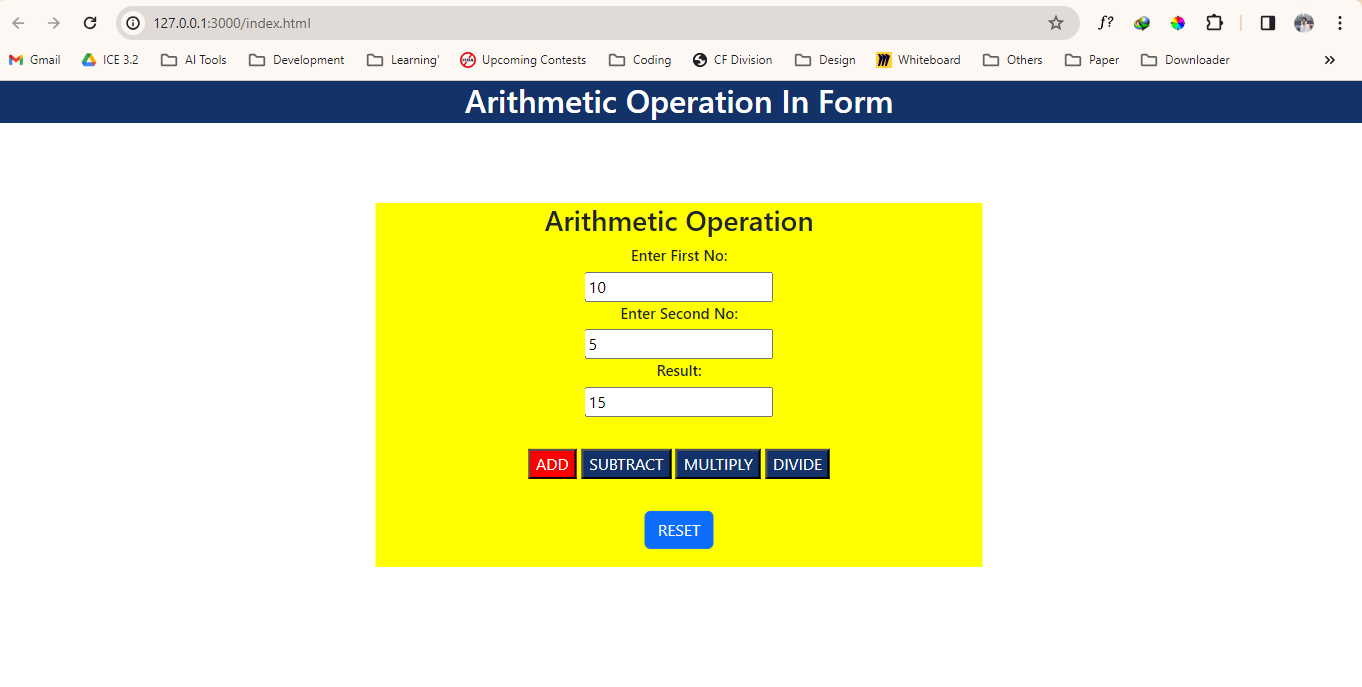 127.0.0.1:3000/index.html f?
Gmail ICE 3.2 AI Tools Development Learning' Upcoming Contests Coding CF Division Design Whiteboard Others Paper Downloader »
Arithmetic Operation In Form
Arithmetic Operation
Enter First No:
10
Enter Second No:
5
Result:
15
ADD SUBTRACT MULTIPLY DIVIDE
RESET